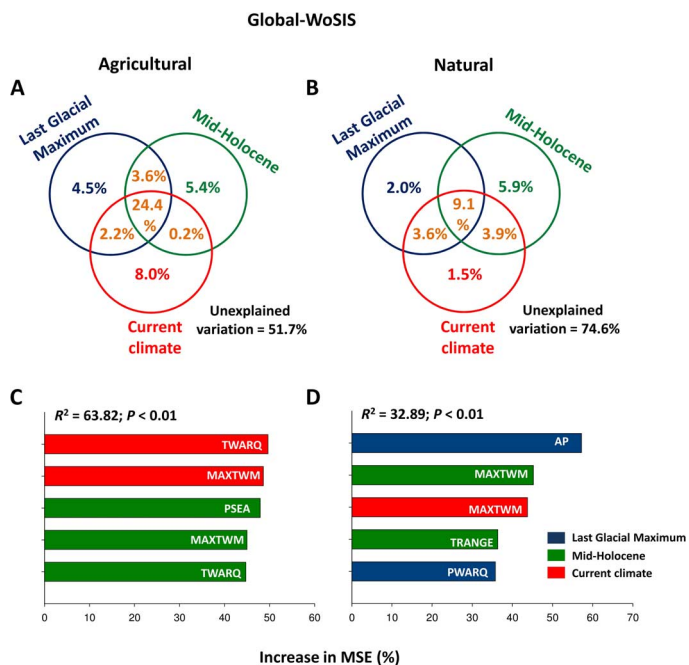 Global-WoSIS
Agricultural
Natural
A
B
Last Glacial
Maximum
Mid-Holocene
4.5%
3.6%
5.4%
24.4
%
2.2%
0.2%
8.0%
Current
climate
Unexplained
variation = 51.7%
Last Glacial
Maximum
Mid-Holocene
2.0%
5.9%
9.1
%
3.6%
3.9%
1.5%
Current
climate
Unexplained
variation = 74.6%
C
R² = 63.82; P < 0.01
TWARQ
MAXTWM
PSEA
MAXTWM
TWARQ
0 10 20 30 40 50 60
D
R² = 32.89; P < 0.01
AP
MAXTWM
MAXTWM
TRANGE
PWARQ
Last Glacial Maximum
Mid-Holocene
Current climate
0 10 20 30 40 50 60 70
Increase in MSE (%)